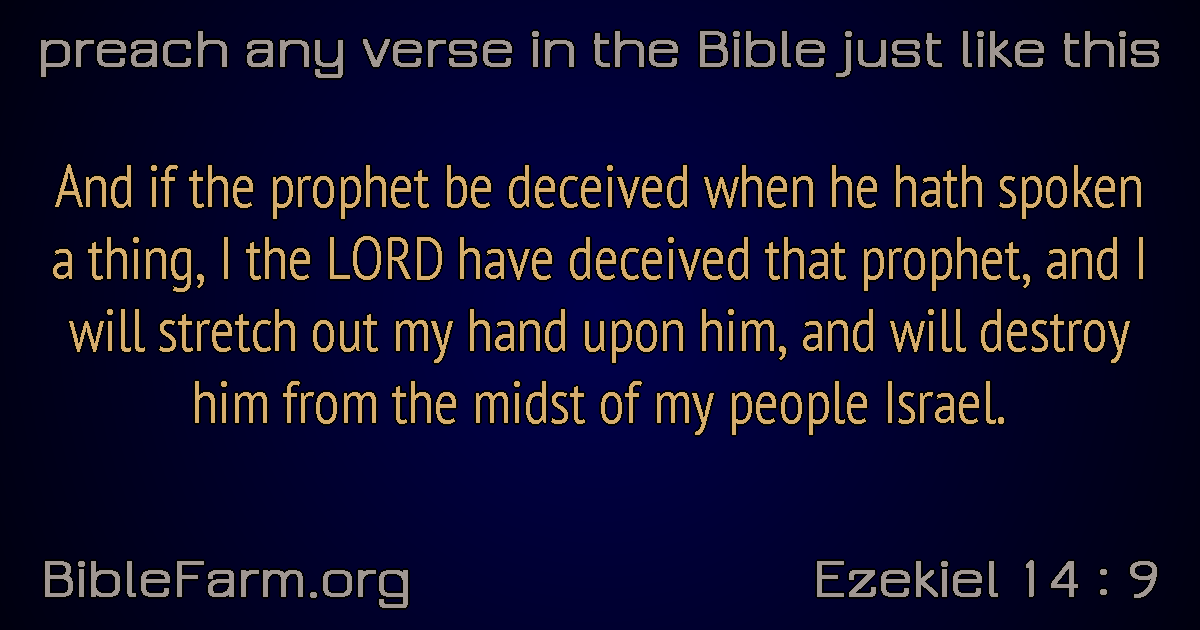 preach any verse in the Bible just like this
And if the prophet be deceived when he hath spoken
a thing, I the LORD have deceived that prophet, and I
will stretch out my hand upon him, and will destroy
him from the midst of my people Israel.
BibleFarm.org
Ezekiel 14 : 9